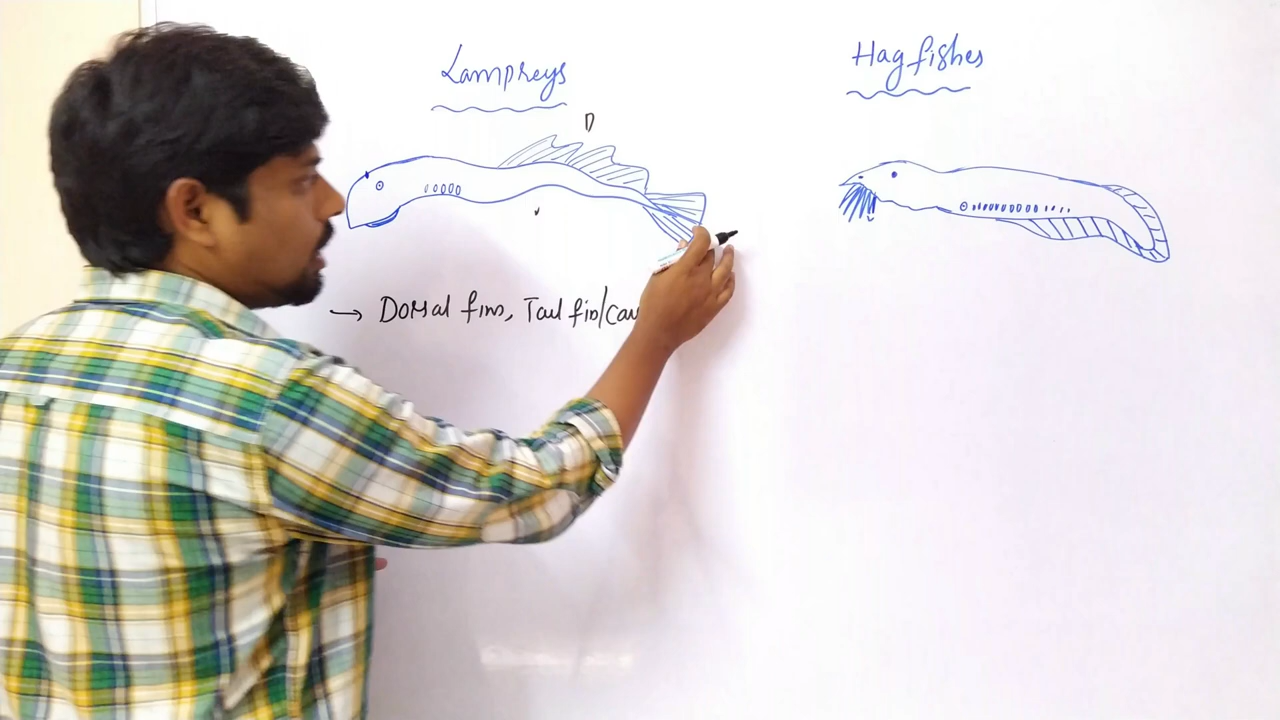 Lampreys
Hagfishes
D
v
→ Dorsal fins, Tail fin/Cau